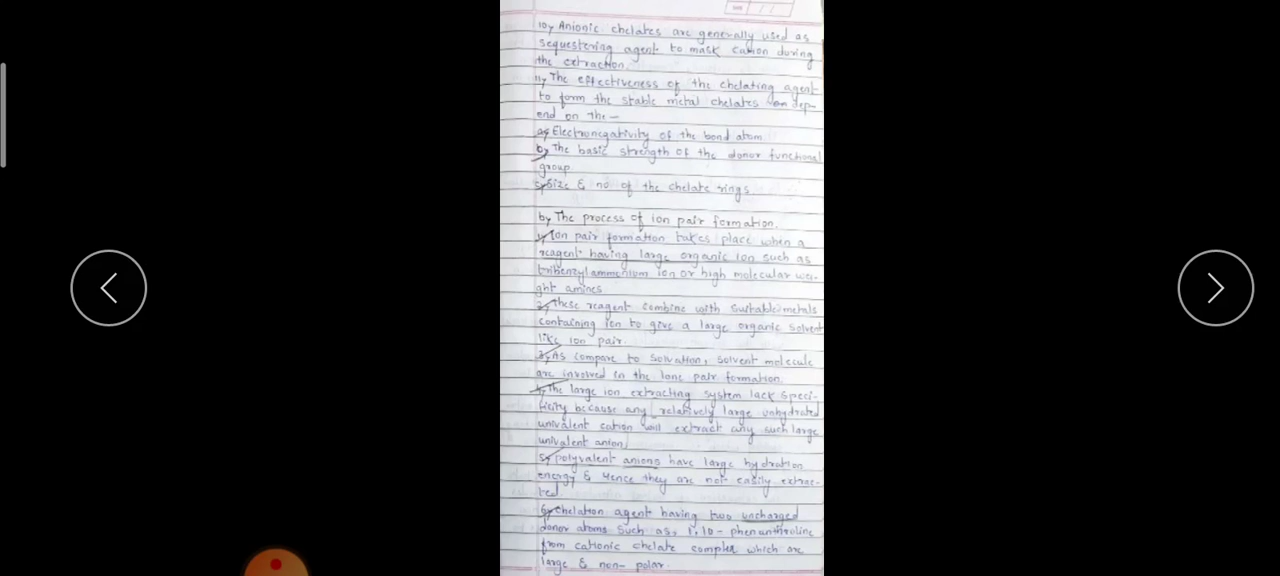 10) Anionic chelates are generally used as
sequestering agent to mask cation during
the extraction.
11) The effectiveness of the chelating agent
to form the stable metal chelates dep-
end on the -
a) Electronegativity of the bond atom
b) The basic strength of the donor functional
group
c) Size & no of the chelate rings
b) The process of ion pair formation.
1) Ion pair formation takes place when a
reagent having large organic ion such as
tribenzylammonium ion or high molecular wei-
ght amines
2) These reagent combine with suitable metals
containing ion to give a large organic solvent
like ion pair.
3) As compare to solvation, solvent molecule
are involved in the lone pair formation.
4) The large ion extracting system lack speci-
ficity because any relatively large unhydrated
univalent cation will extract any such large
univalent anion
5) polyvalent anions have large hydration
energy & Hence they are not easily extrac-
ted.
6) Chelation agent having two uncharged
donor atoms such as, 1,10 - phenanthroline
from cationic chelate complex which are
large & non-polar.